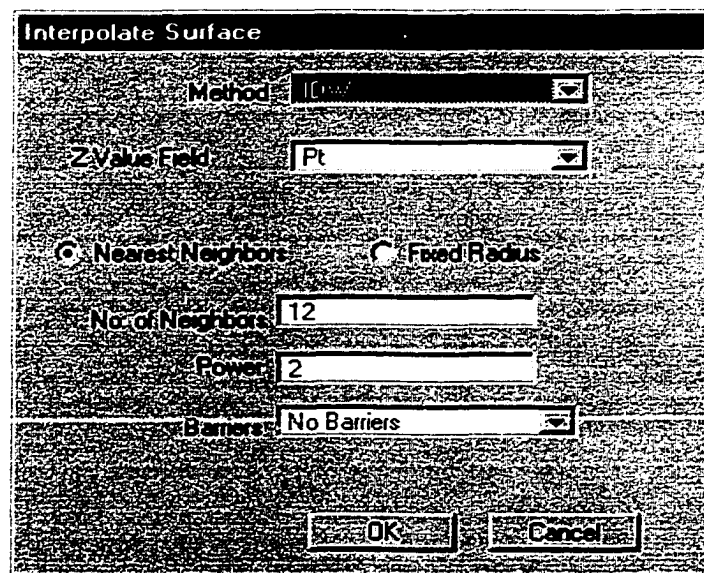 Interpolate Surface
Method IDW
Z Value Field: Pt
Nearest Neighbors Fixed Radius
No. of Neighbors: 12
Power: 2
Barriers: No Barriers
OK Cancel